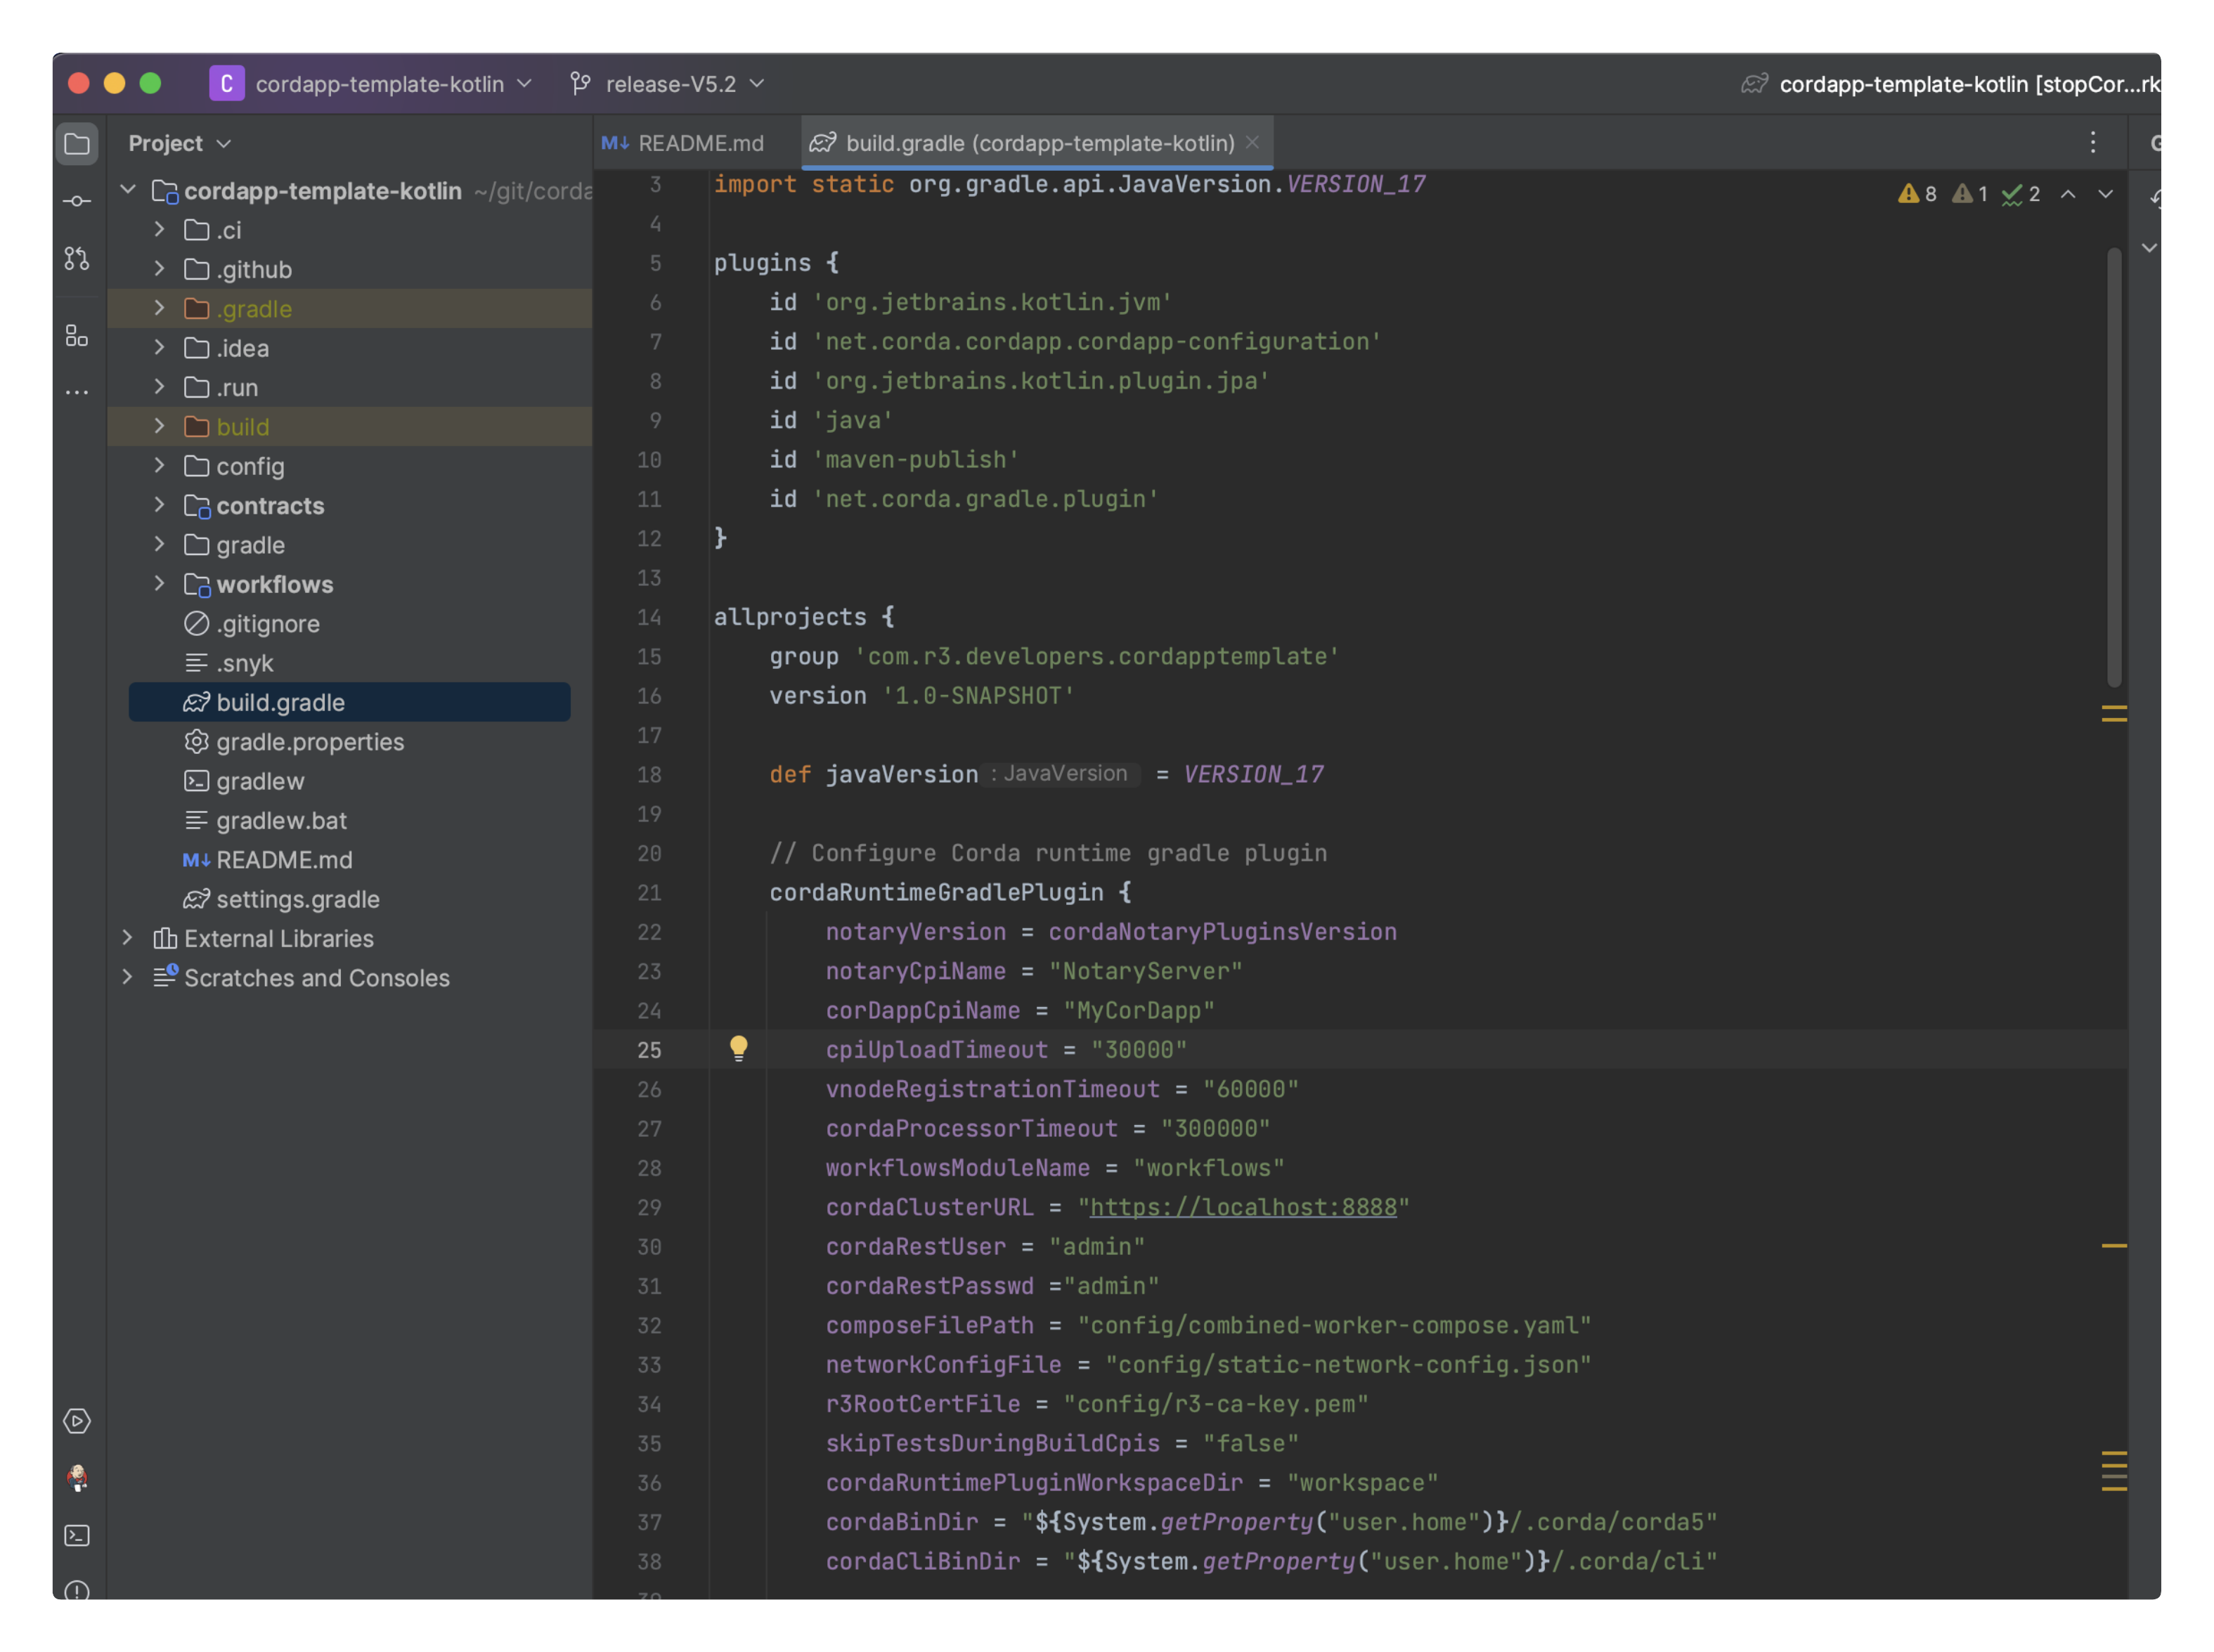 C cordapp-template-kotlin release-V5.2 cordapp-template-kotlin [stopCor...rk
Project
README.md
build.gradle (cordapp-template-kotlin)
cordapp-template-kotlin ~/git/corda
.ci
.github
.gradle
.idea
.run
build
config
contracts
gradle
workflows
.gitignore
.snyk
build.gradle
gradle.properties
gradlew
gradlew.bat
README.md
settings.gradle
External Libraries
Scratches and Consoles
8 1 2
3 import static org.gradle.api.JavaVersion.VERSION_17
4
5 plugins {
6 id 'org.jetbrains.kotlin.jvm'
7 id 'net.corda.cordapp.cordapp-configuration'
8 id 'org.jetbrains.kotlin.plugin.jpa'
9 id 'java'
10 id 'maven-publish'
11 id 'net.corda.gradle.plugin'
12 }
13
14 allprojects {
15 group 'com.r3.developers.cordapptemplate'
16 version '1.0-SNAPSHOT'
17
18 def javaVersion : JavaVersion = VERSION_17
19
20 // Configure Corda runtime gradle plugin
21 cordaRuntimeGradlePlugin {
22 notaryVersion = cordaNotaryPluginsVersion
23 notaryCpiName = "NotaryServer"
24 corDappCpiName = "MyCorDapp"
25 cpiUploadTimeout = "30000"
26 vnodeRegistrationTimeout = "60000"
27 cordaProcessorTimeout = "300000"
28 workflowsModuleName = "workflows"
29 cordaClusterURL = "https://localhost:8888"
30 cordaRestUser = "admin"
31 cordaRestPasswd ="admin"
32 composeFilePath = "config/combined-worker-compose.yaml"
33 networkConfigFile = "config/static-network-config.json"
34 r3RootCertFile = "config/r3-ca-key.pem"
35 skipTestsDuringBuildCpis = "false"
36 cordaRuntimePluginWorkspaceDir = "workspace"
37 cordaBinDir = "${System.getProperty("user.home")}/.corda/corda5"
38 cordaCliBinDir = "${System.getProperty("user.home")}/.corda/cli"